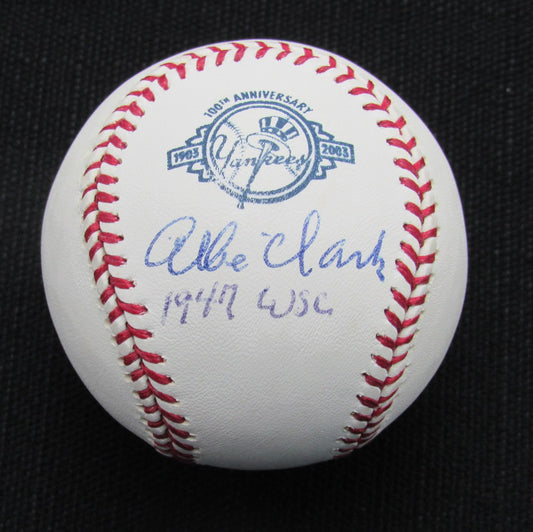 100TH ANNIVERSARY
1903 Yankees 2003
Allie Clark
1947 WSC